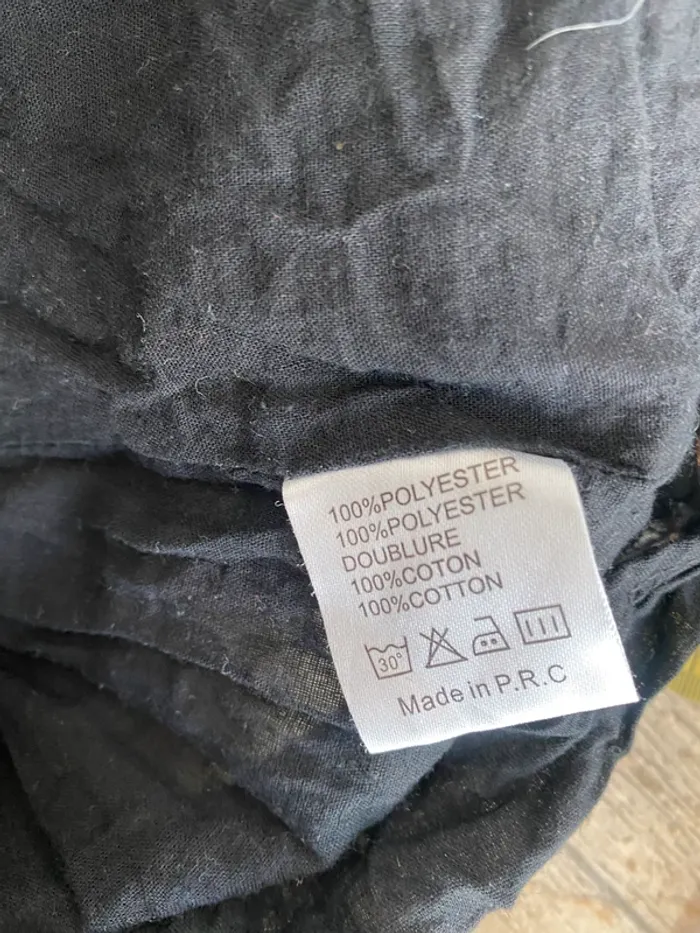 100%POLYESTER
100%POLYESTER
DOUBLURE
100%COTON
100%COTTON
30°
Made in P.R.C